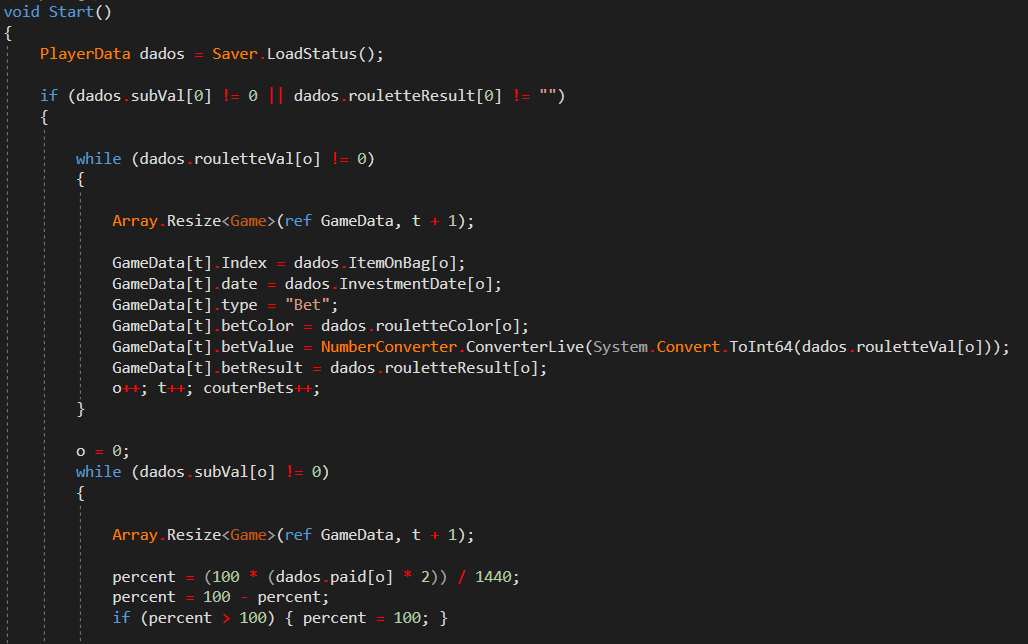 void Start()
{
PlayerData dados = Saver.LoadStatus();
if (dados.subVal[0] != 0 || dados.rouletteResult[0] != "")
{
while (dados.rouletteVal[o] != 0)
{
Array.Resize<Game>(ref GameData, t + 1);
GameData[t].Index = dados.ItemOnBag[o];
GameData[t].date = dados.InvestmentDate[o];
GameData[t].type = "Bet";
GameData[t].betColor = dados.rouletteColor[o];
GameData[t].betValue = NumberConverter.ConverterLive(System.Convert.ToInt64(dados.rouletteVal[o]));
GameData[t].betResult = dados.rouletteResult[o];
o++; t++; couterBets++;
}
o = 0;
while (dados.subVal[o] != 0)
{
Array.Resize<Game>(ref GameData, t + 1);
percent = (100 * (dados.paid[o] * 2)) / 1440;
percent = 100 - percent;
if (percent > 100) { percent = 100; }